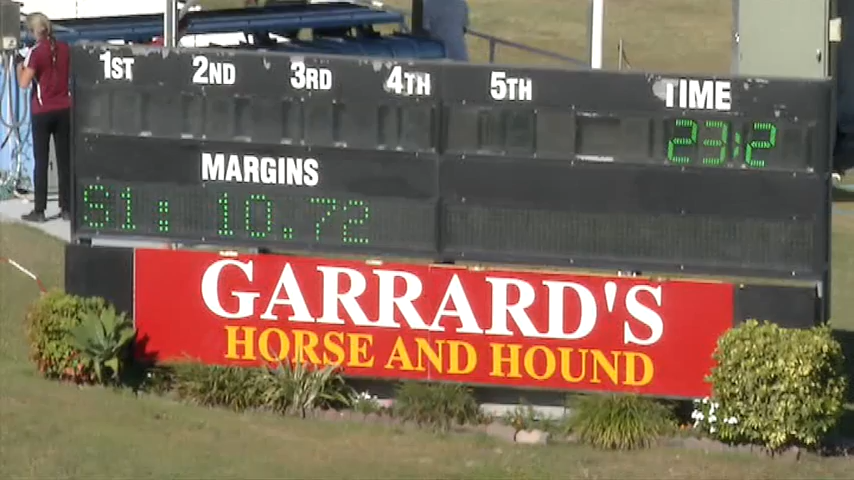 1ST 2ND 3RD 4TH 5TH TIME
23:2
MARGINS
S1: 10.72
GARRARD'S
HORSE AND HOUND